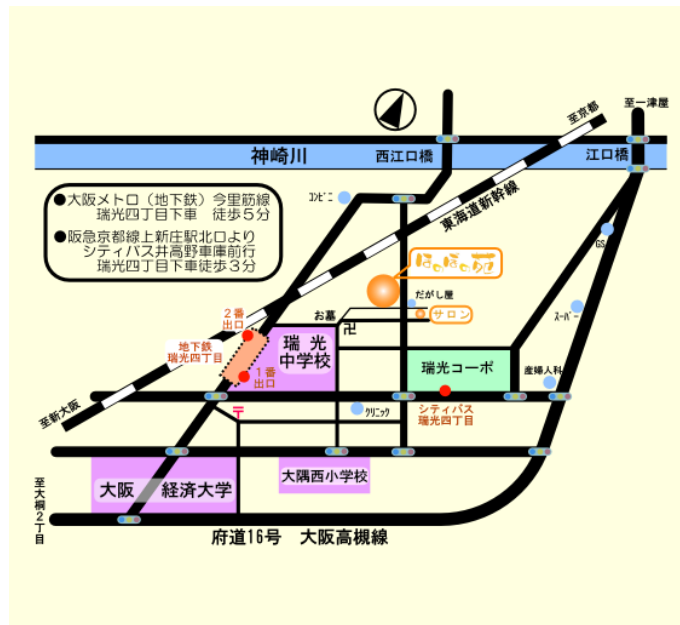 至京都
至一津屋
神崎川
西江口橋
江口橋
●大阪メトロ（地下鉄）今里筋線
瑞光四丁目下車　徒歩５分
●阪急京都線上新庄駅北口より
シティバス井高野車庫前行
瑞光四丁目下車徒歩３分
コンビニ
東海道新幹線
GS
ほのぼの苑
だがし屋
サロン
スーパー
２番
出口
お墓
卍
地下鉄
瑞光四丁目
瑞光
中学校
１番
出口
瑞光コーポ
産婦人科
至新大阪
〒
クリニック
シティバス
瑞光四丁目
大阪　経済大学
大隅西小学校
至大桐２丁目
府道16号　大阪高槻線